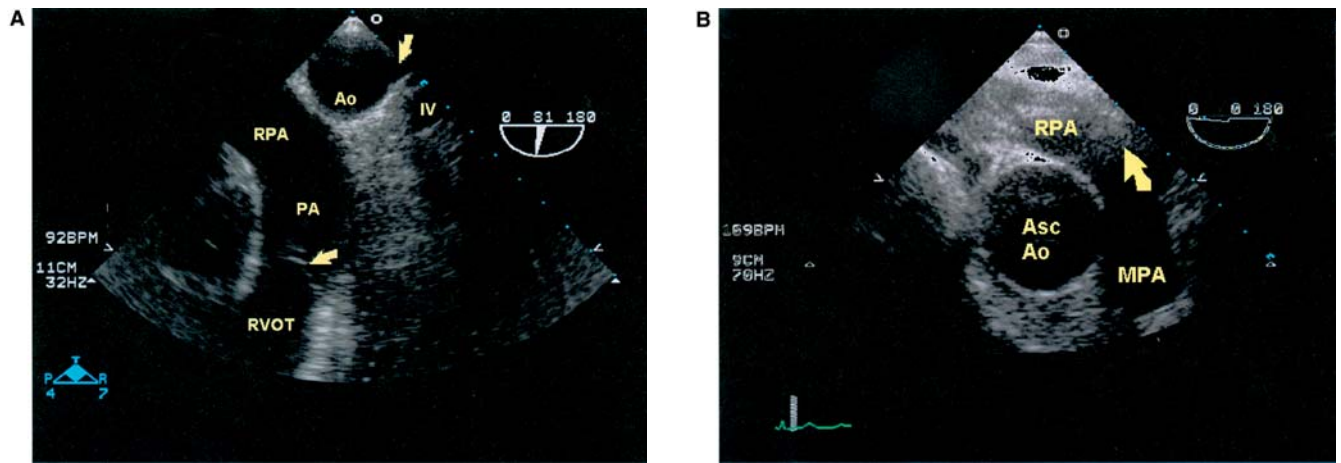 A
Ao
IV
RPA
0 81 180
PA
92BPM
11CM
32HZ
RVOT
T
P R
4 7
B
RPA
0 0 180
Asc
Ao
169BPM
9CM
70HZ
MPA